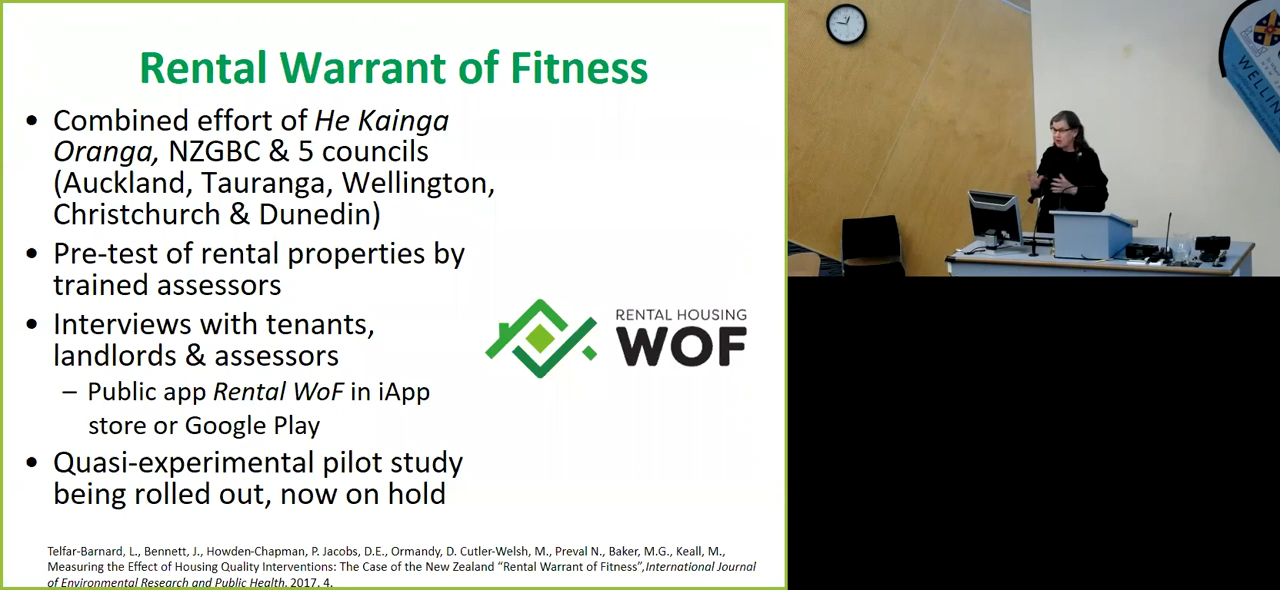 Rental Warrant of Fitness
• Combined effort of He Kainga
Oranga, NZGBC & 5 councils
(Auckland, Tauranga, Wellington,
Christchurch & Dunedin)
• Pre-test of rental properties by
trained assessors
• Interviews with tenants,
landlords & assessors
– Public app Rental WoF in iApp
store or Google Play
• Quasi-experimental pilot study
being rolled out, now on hold
RENTAL HOUSING
WOF
Telfar-Barnard, L., Bennett, J., Howden-Chapman, P. Jacobs, D.E., Ormandy, D. Cutler-Welsh, M., Preval N., Baker, M.G., Keall, M.,
Measuring the Effect of Housing Quality Interventions: The Case of the New Zealand “Rental Warrant of Fitness”,International Journal
of Environmental Research and Public Health. 2017. 4.
WELLIN